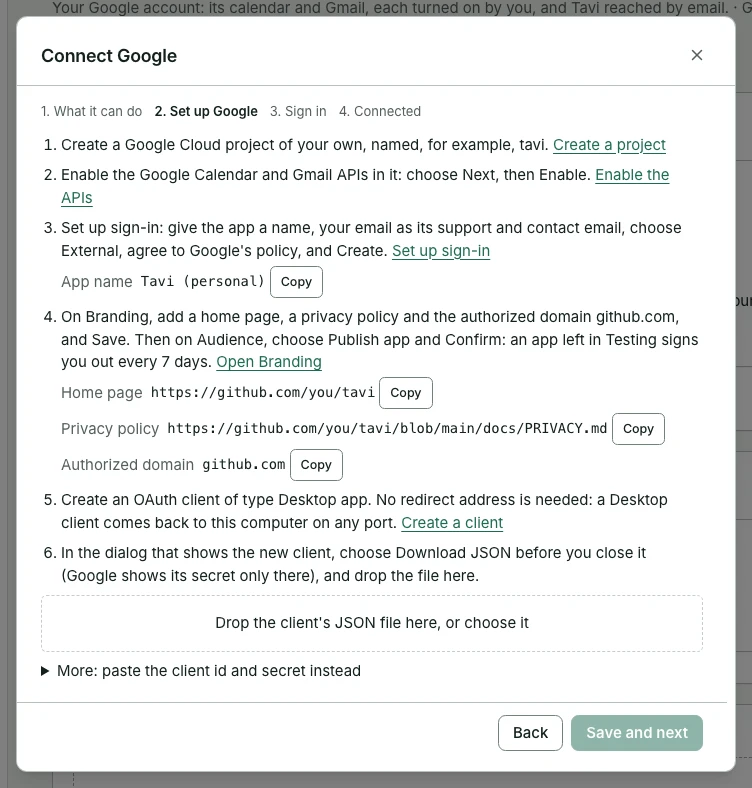 Your Google account: its calendar and Gmail, each turned on by you, and Tavi reached by email. · G
Connect Google
×
1. What it can do 2. Set up Google 3. Sign in 4. Connected
1. Create a Google Cloud project of your own, named, for example, tavi. Create a project
2. Enable the Google Calendar and Gmail APIs in it: choose Next, then Enable. Enable the
APIs
3. Set up sign-in: give the app a name, your email as its support and contact email, choose
External, agree to Google's policy, and Create. Set up sign-in
App name Tavi (personal) Copy
4. On Branding, add a home page, a privacy policy and the authorized domain github.com,
and Save. Then on Audience, choose Publish app and Confirm: an app left in Testing signs
you out every 7 days. Open Branding
Home page https://github.com/you/tavi Copy
Privacy policy https://github.com/you/tavi/blob/main/docs/PRIVACY.md Copy
Authorized domain github.com Copy
5. Create an OAuth client of type Desktop app. No redirect address is needed: a Desktop
client comes back to this computer on any port. Create a client
6. In the dialog that shows the new client, choose Download JSON before you close it
(Google shows its secret only there), and drop the file here.
Drop the client's JSON file here, or choose it
▶ More: paste the client id and secret instead
Back Save and next